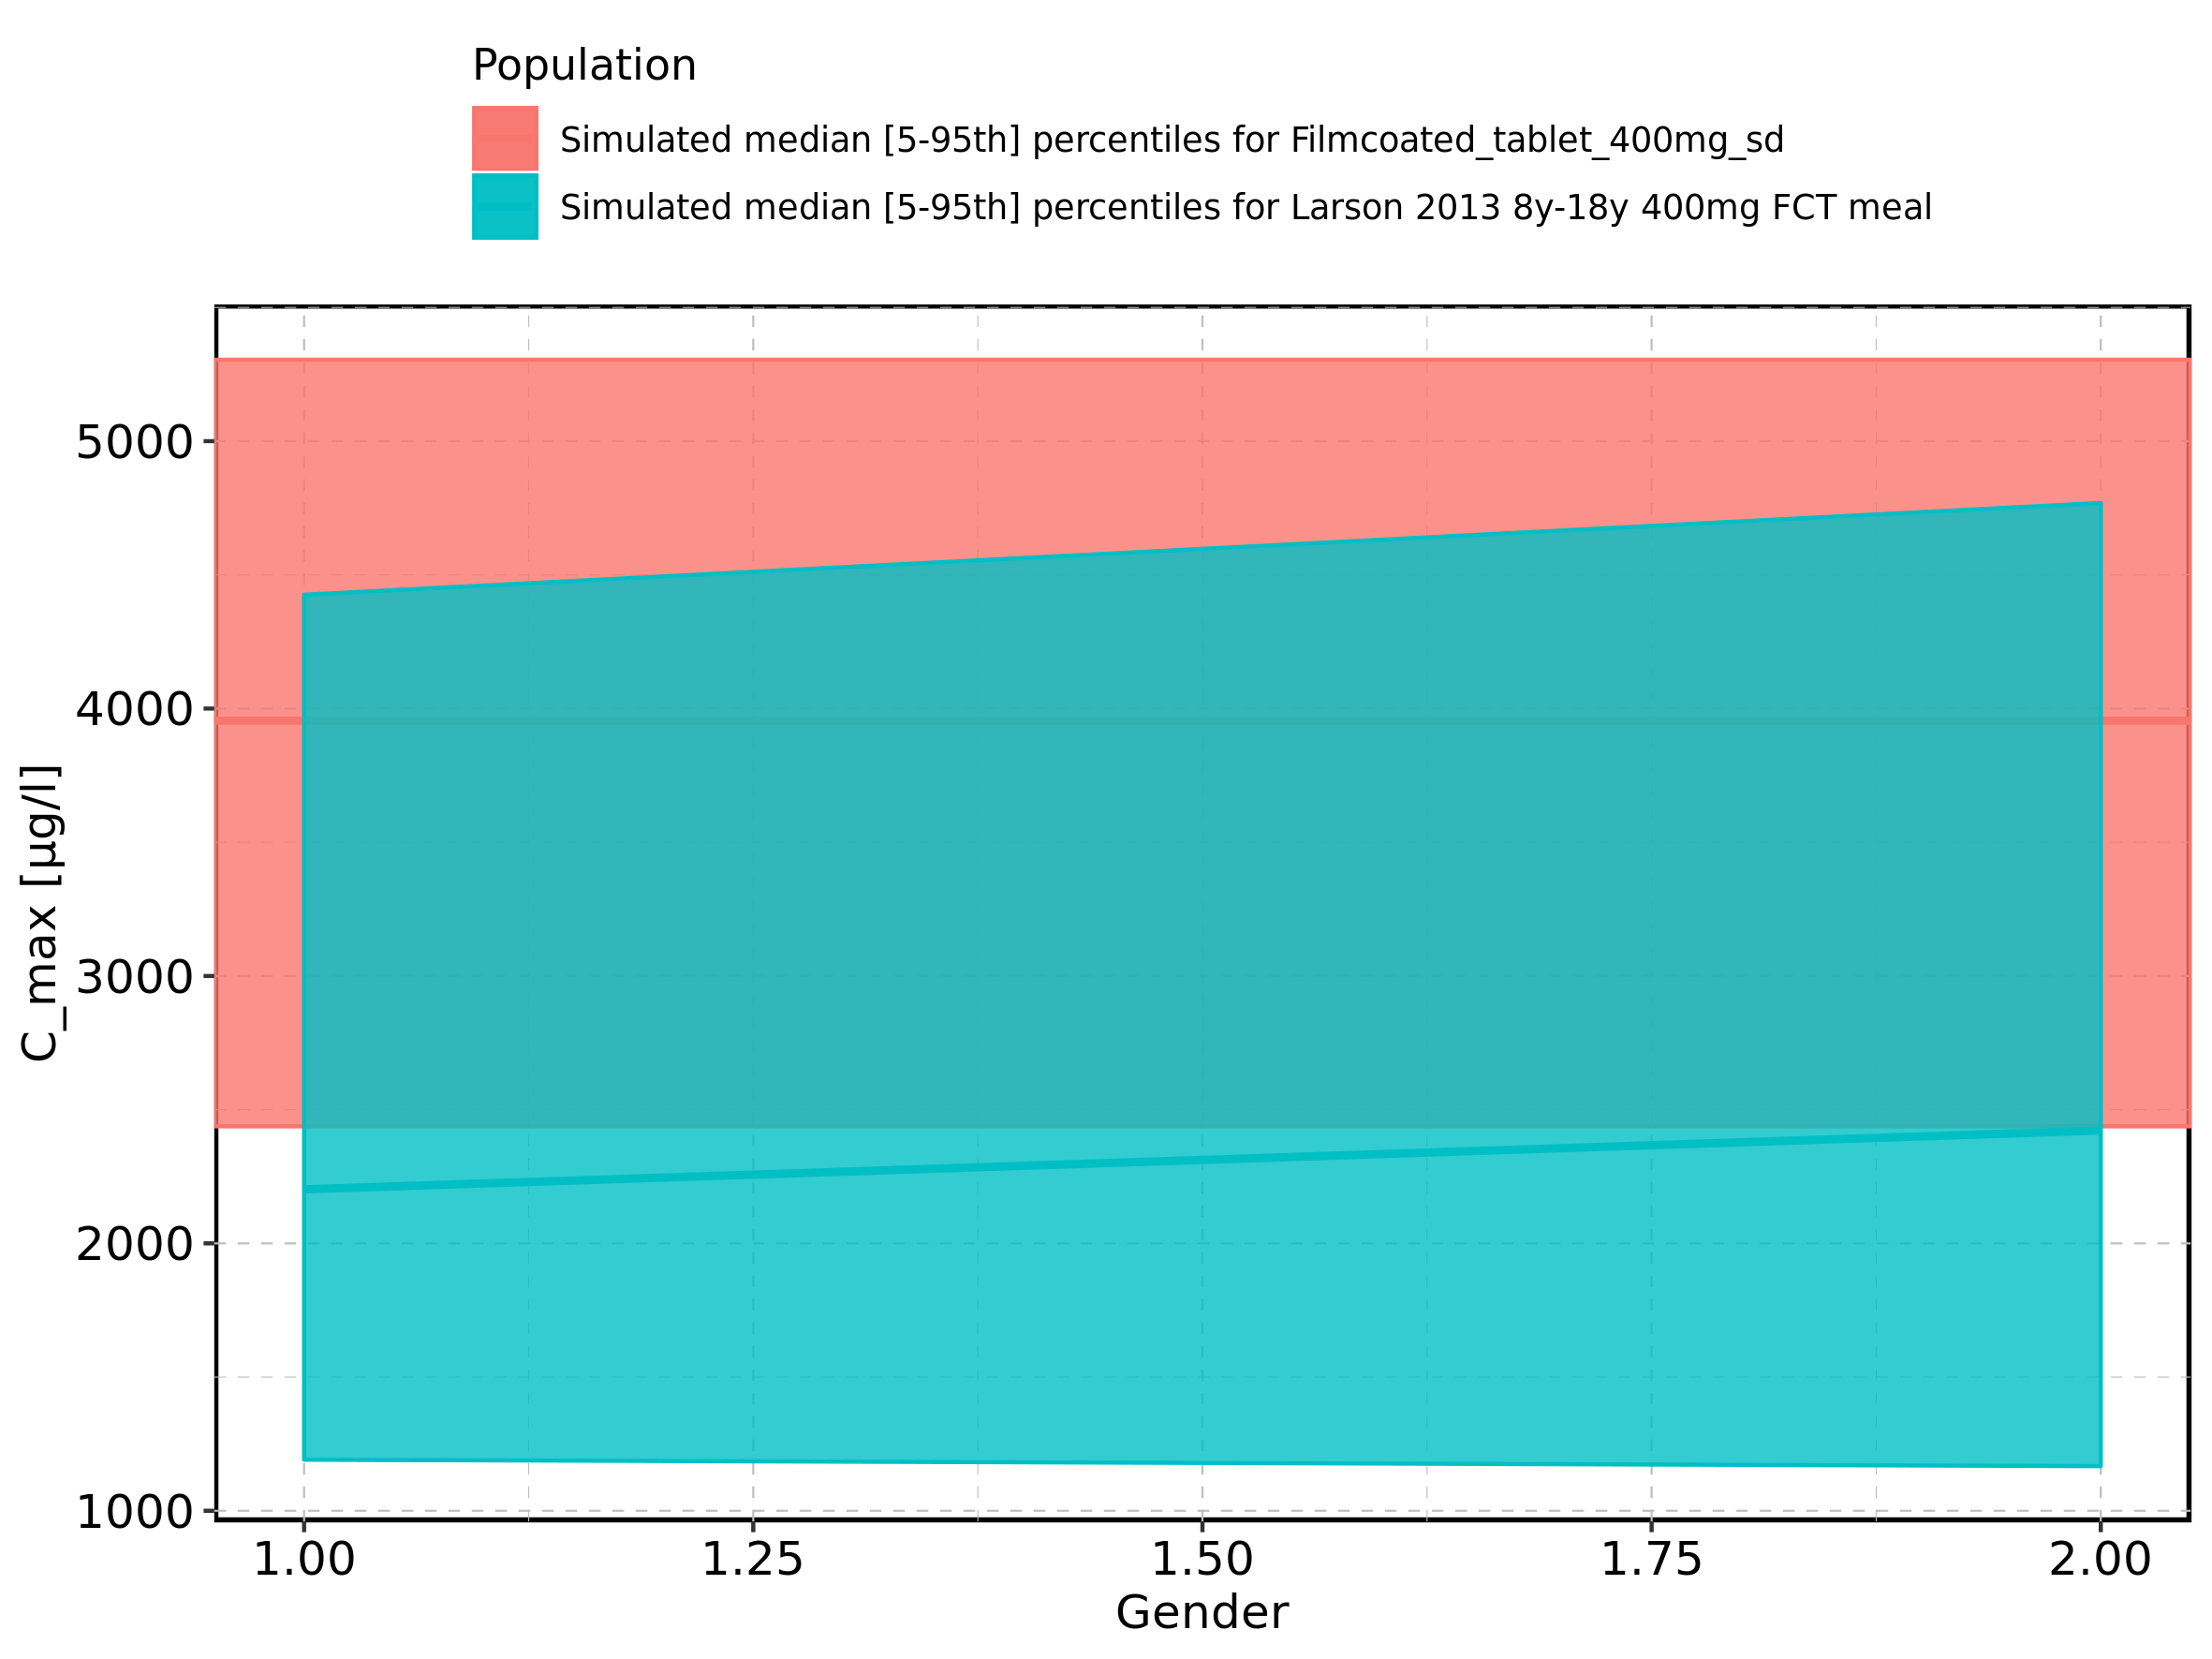 Population
Simulated median [5-95th] percentiles for Filmcoated_tablet_400mg_sd
Simulated median [5-95th] percentiles for Larson 2013 8y-18y 400mg FCT meal
C_max [µg/l]
5000
4000
3000
2000
1000
1.00 1.25 1.50 1.75 2.00
Gender